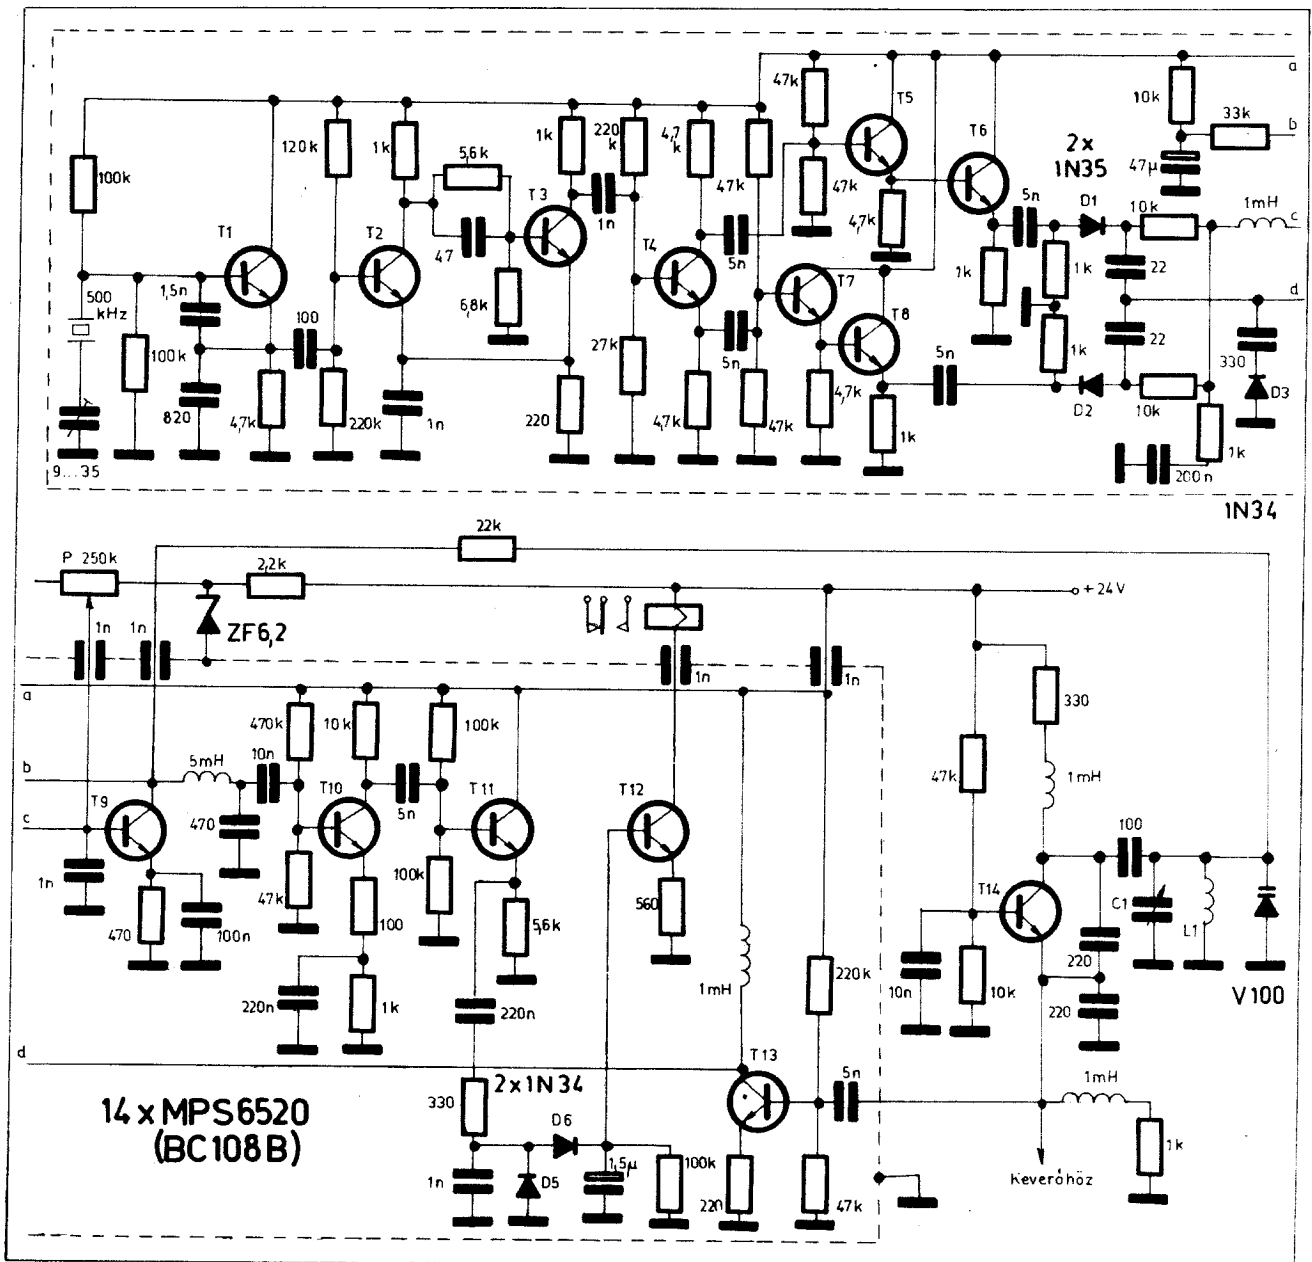 47k
T5
T6
2x
1N35
10k
a
33k
b
47µ
1k
120k
1k
5,6k
220
k
4,7
k
47k
47k
4,7k
5n
D1
10k
1mH
c
100k
T1
T2
T3
1n
47
T4
5n
T7
T8
1k
1k
22
d
500
kHz
1,5n
100
6,8k
27k
5n
5n
1k
22
330
100k
820
4,7k
220k
1n
220
4,7k
47k
4,7k
1k
D2
10k
D3
1k
9...35
200n
1N34
22k
P 250k
2,2k
+24V
1n
1n
ZF6,2
1n
1n
a
470k
10k
100k
330
5mH
10n
47k
1mH
b
T9
T10
5n
T11
T12
c
470
100
1n
47k
100k
T14
C1
L1
470
100n
100
5,6k
560
220
1mH
220k
10n
10k
220
V100
220n
1k
220n
d
T13
5n
1mH
14 x MPS6520
(BC108B)
330
2x1N34
D6
1k
1n
D5
1,5µ
100k
220
47k
Keverőhöz